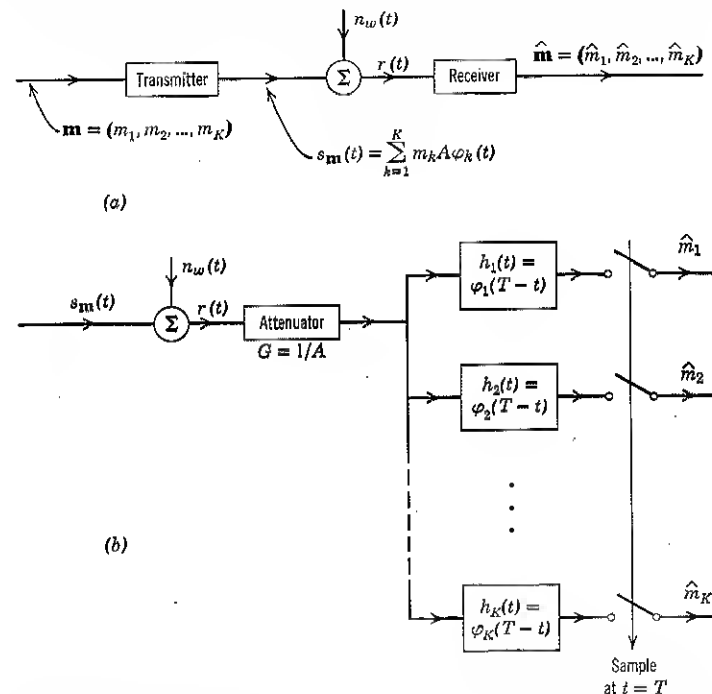 n_w(t)
Transmitter
Σ
r(t)
Receiver
m̂ = (m̂_1, m̂_2, ..., m̂_K)
m = (m_1, m_2, ..., m_K)
s_m(t) = \sum_{k=1}^{K} m_k A φ_k(t)
(a)
n_w(t)
s_m(t)
Σ
r(t)
Attenuator
G = 1/A
h_1(t) =
φ_1(T − t)
m̂_1
h_2(t) =
φ_2(T − t)
m̂_2
(b)
h_K(t) =
φ_K(T − t)
m̂_K
Sample
at t = T